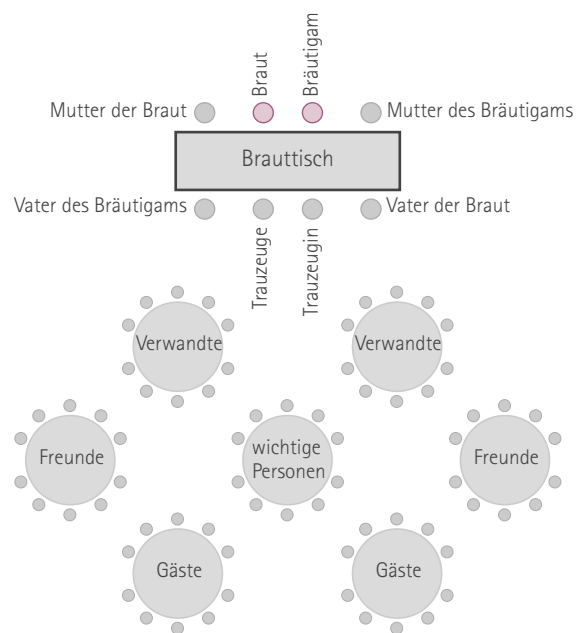 Braut
Bräutigam
Mutter der Braut
Mutter des Bräutigams
Brauttisch
Vater des Bräutigams
Vater der Braut
Trauzeuge
Trauzeugin
Verwandte
Verwandte
Freunde
wichtige
Personen
Freunde
Gäste
Gäste